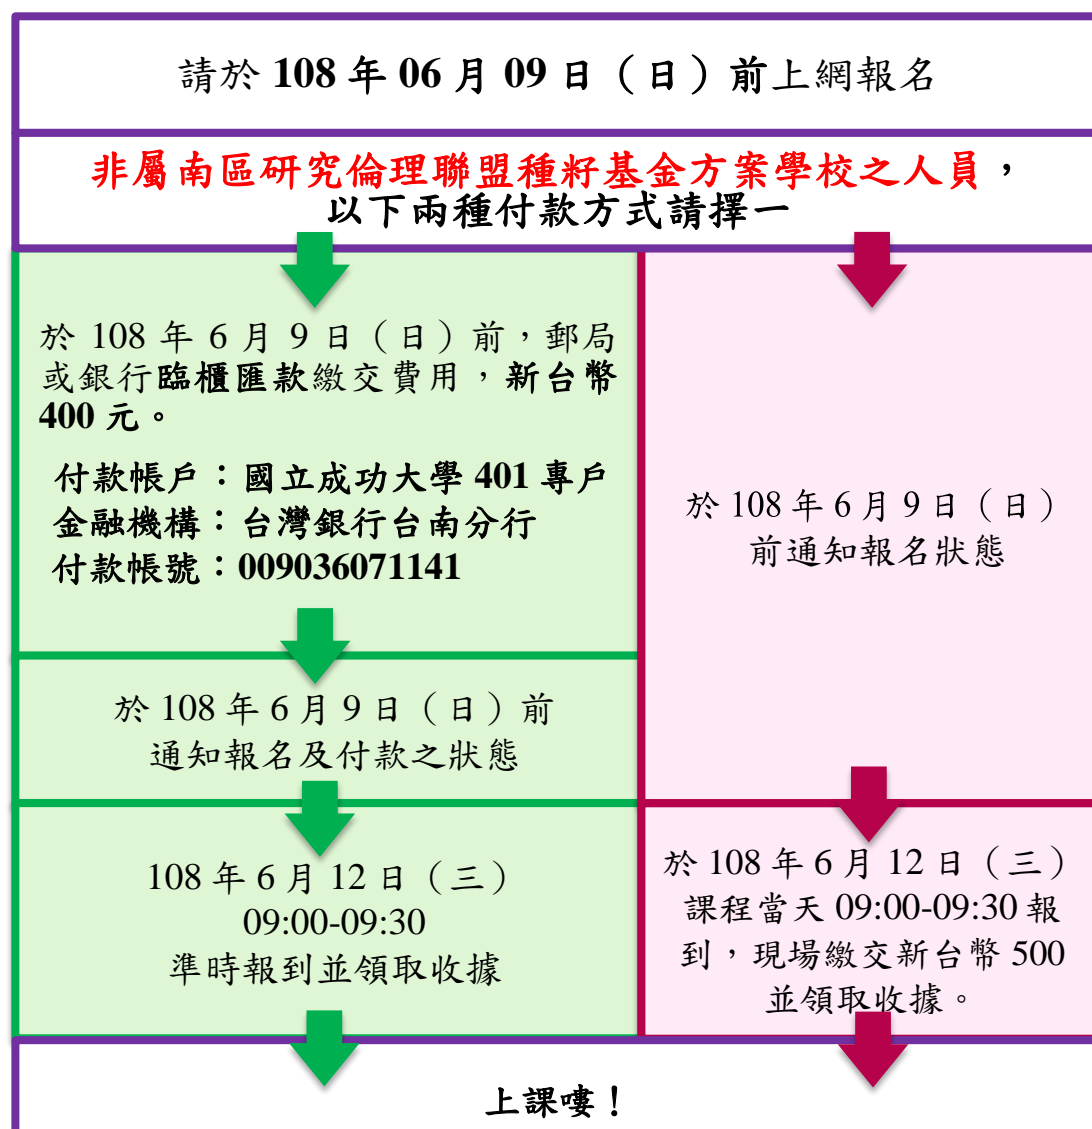 請於 108 年 06 月 09 日（日）前上網報名
非屬南區研究倫理聯盟種籽基金方案學校之人員，
以下兩種付款方式請擇一
於 108 年 6 月 9 日（日）前，郵局
或銀行臨櫃匯款繳交費用，新台幣
400 元。
付款帳戶：國立成功大學 401 專戶
金融機構：台灣銀行台南分行
付款帳號：009036071141
於 108 年 6 月 9 日（日）前
通知報名及付款之狀態
108 年 6 月 12 日（三）
09:00-09:30
準時報到並領取收據
於 108 年 6 月 9 日（日）
前通知報名狀態
於 108 年 6 月 12 日（三）
課程當天 09:00-09:30 報
到，現場繳交新台幣 500
並領取收據。
上課嘍！